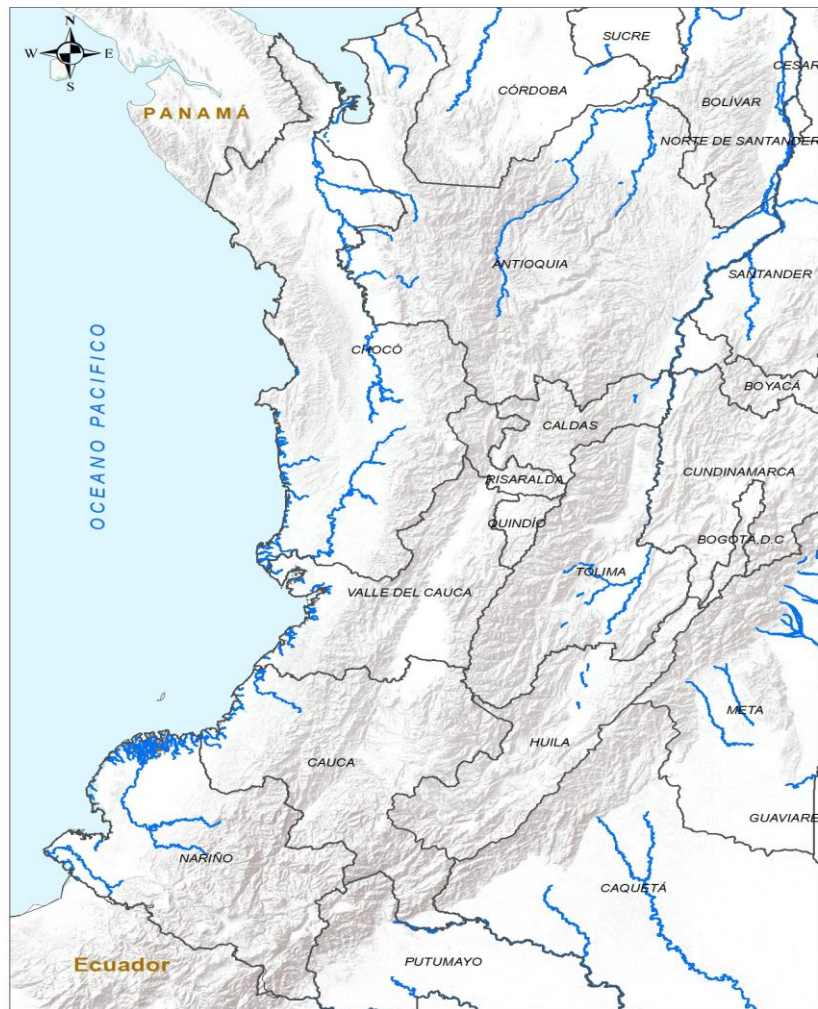 N
W E
S
SUCRE
CESAR
CÓRDOBA
BOLÍVAR
PANAMÁ
NORTE DE SANTANDER
ANTIOQUIA
SANTANDER
OCEANO PACIFICO
CHOCÓ
BOYACÁ
CALDAS
CUNDINAMARCA
RISARALDA
QUINDÍO
BOGOTÁ D.C
TOLIMA
VALLE DEL CAUCA
META
HUILA
CAUCA
GUAVIARE
NARIÑO
CAQUETÁ
PUTUMAYO
Ecuador